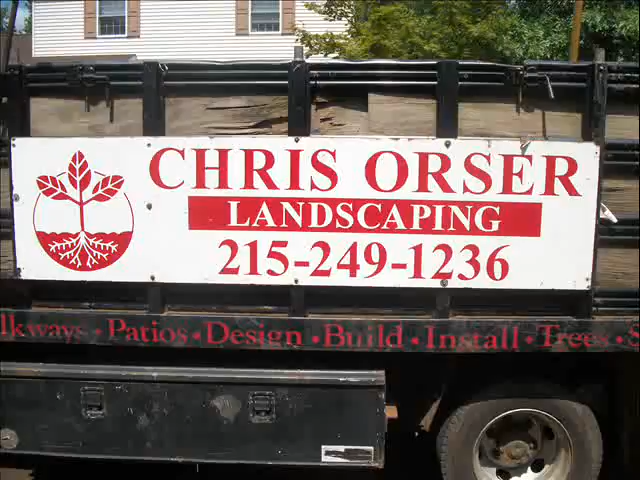 CHRIS ORSER
LANDSCAPING
215-249-1236
lkways • Patios • Design • Build • Install • Trees • S